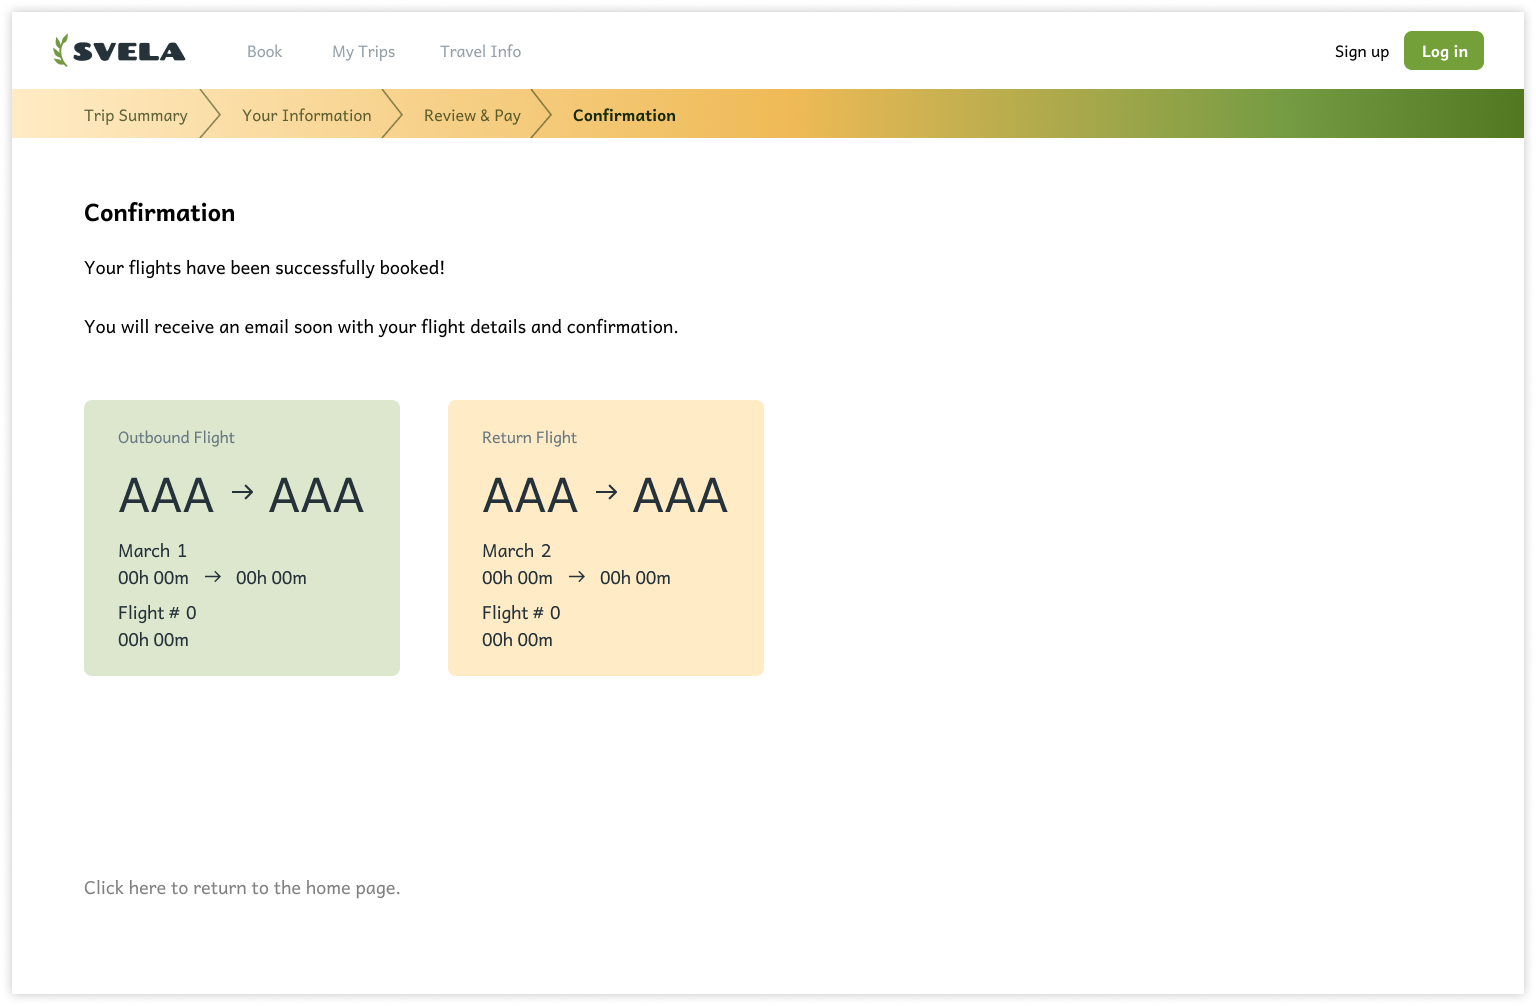 SVELA Book My Trips Travel Info Sign up Log in
Trip Summary Your Information Review & Pay Confirmation
Confirmation
Your flights have been successfully booked!
You will receive an email soon with your flight details and confirmation.
Outbound Flight
AAA → AAA
March 1
00h 00m → 00h 00m
Flight # 0
00h 00m
Return Flight
AAA → AAA
March 2
00h 00m → 00h 00m
Flight # 0
00h 00m
Click here to return to the home page.